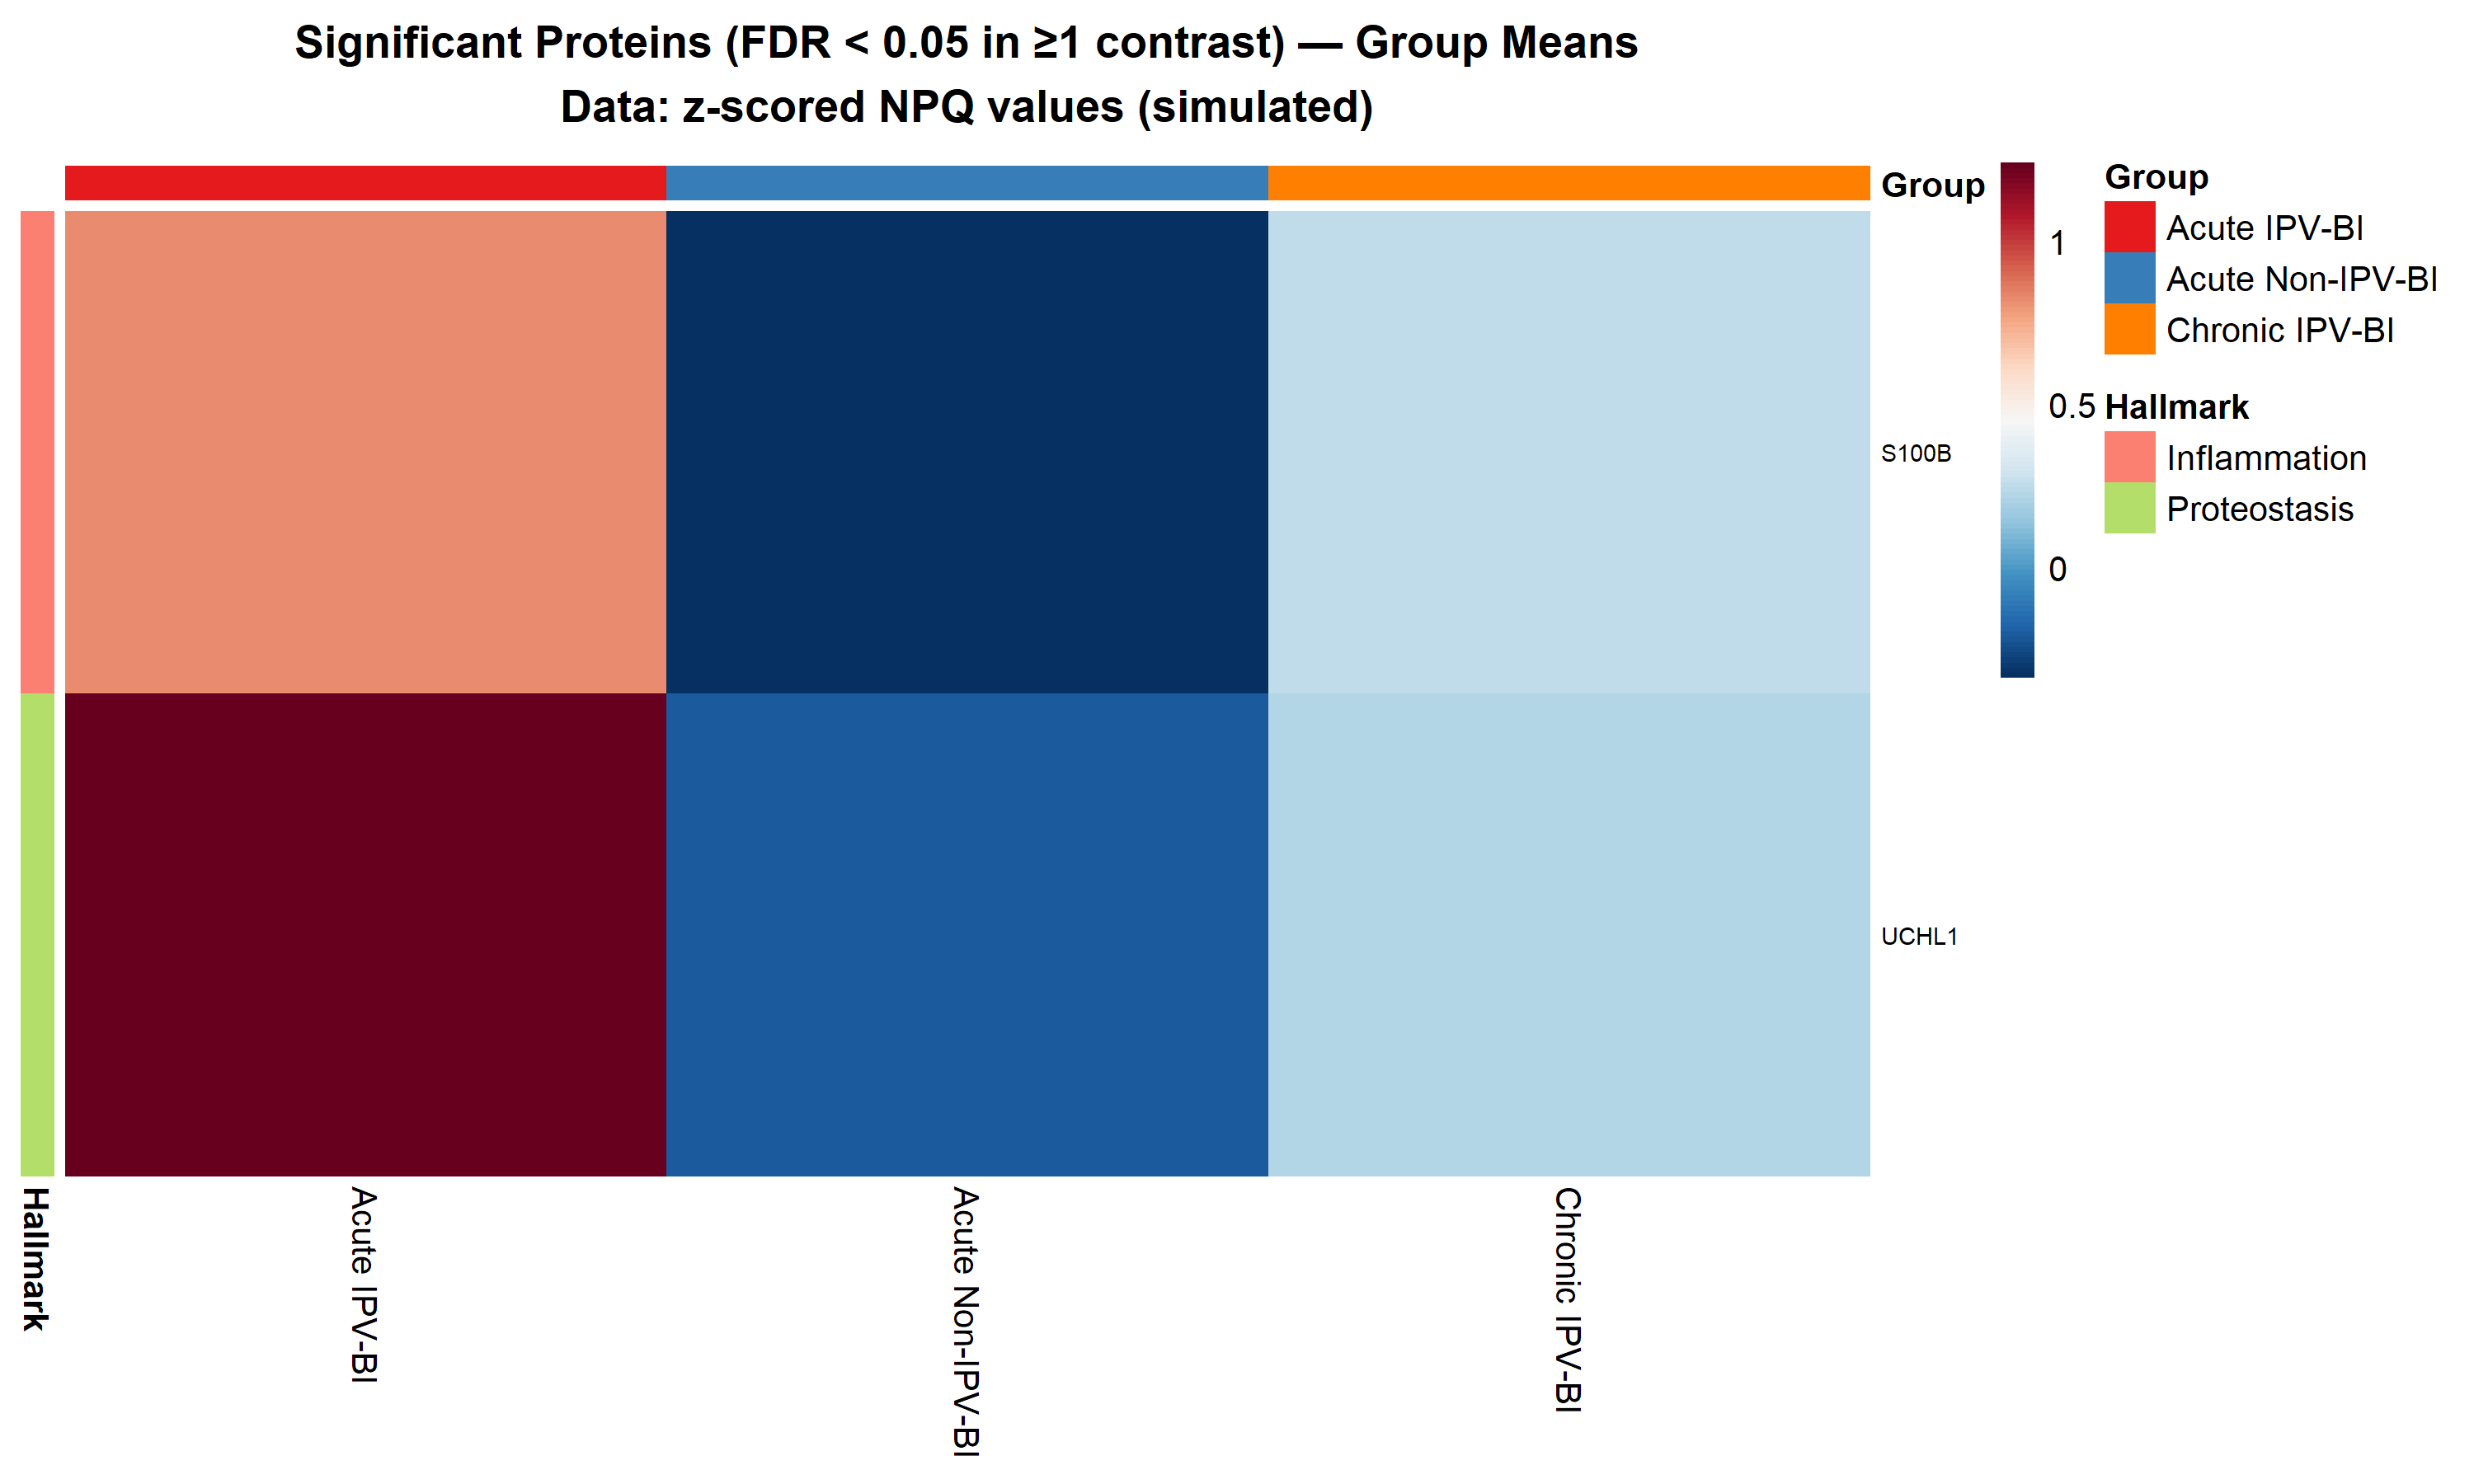 Significant Proteins (FDR < 0.05 in ≥1 contrast) — Group Means
Data: z-scored NPQ values (simulated)
Group
1
0.5
0
Group
Acute IPV-BI
Acute Non-IPV-BI
Chronic IPV-BI
Hallmark
Inflammation
Proteostasis
S100B
UCHL1
Hallmark
Acute IPV-BI
Acute Non-IPV-BI
Chronic IPV-BI